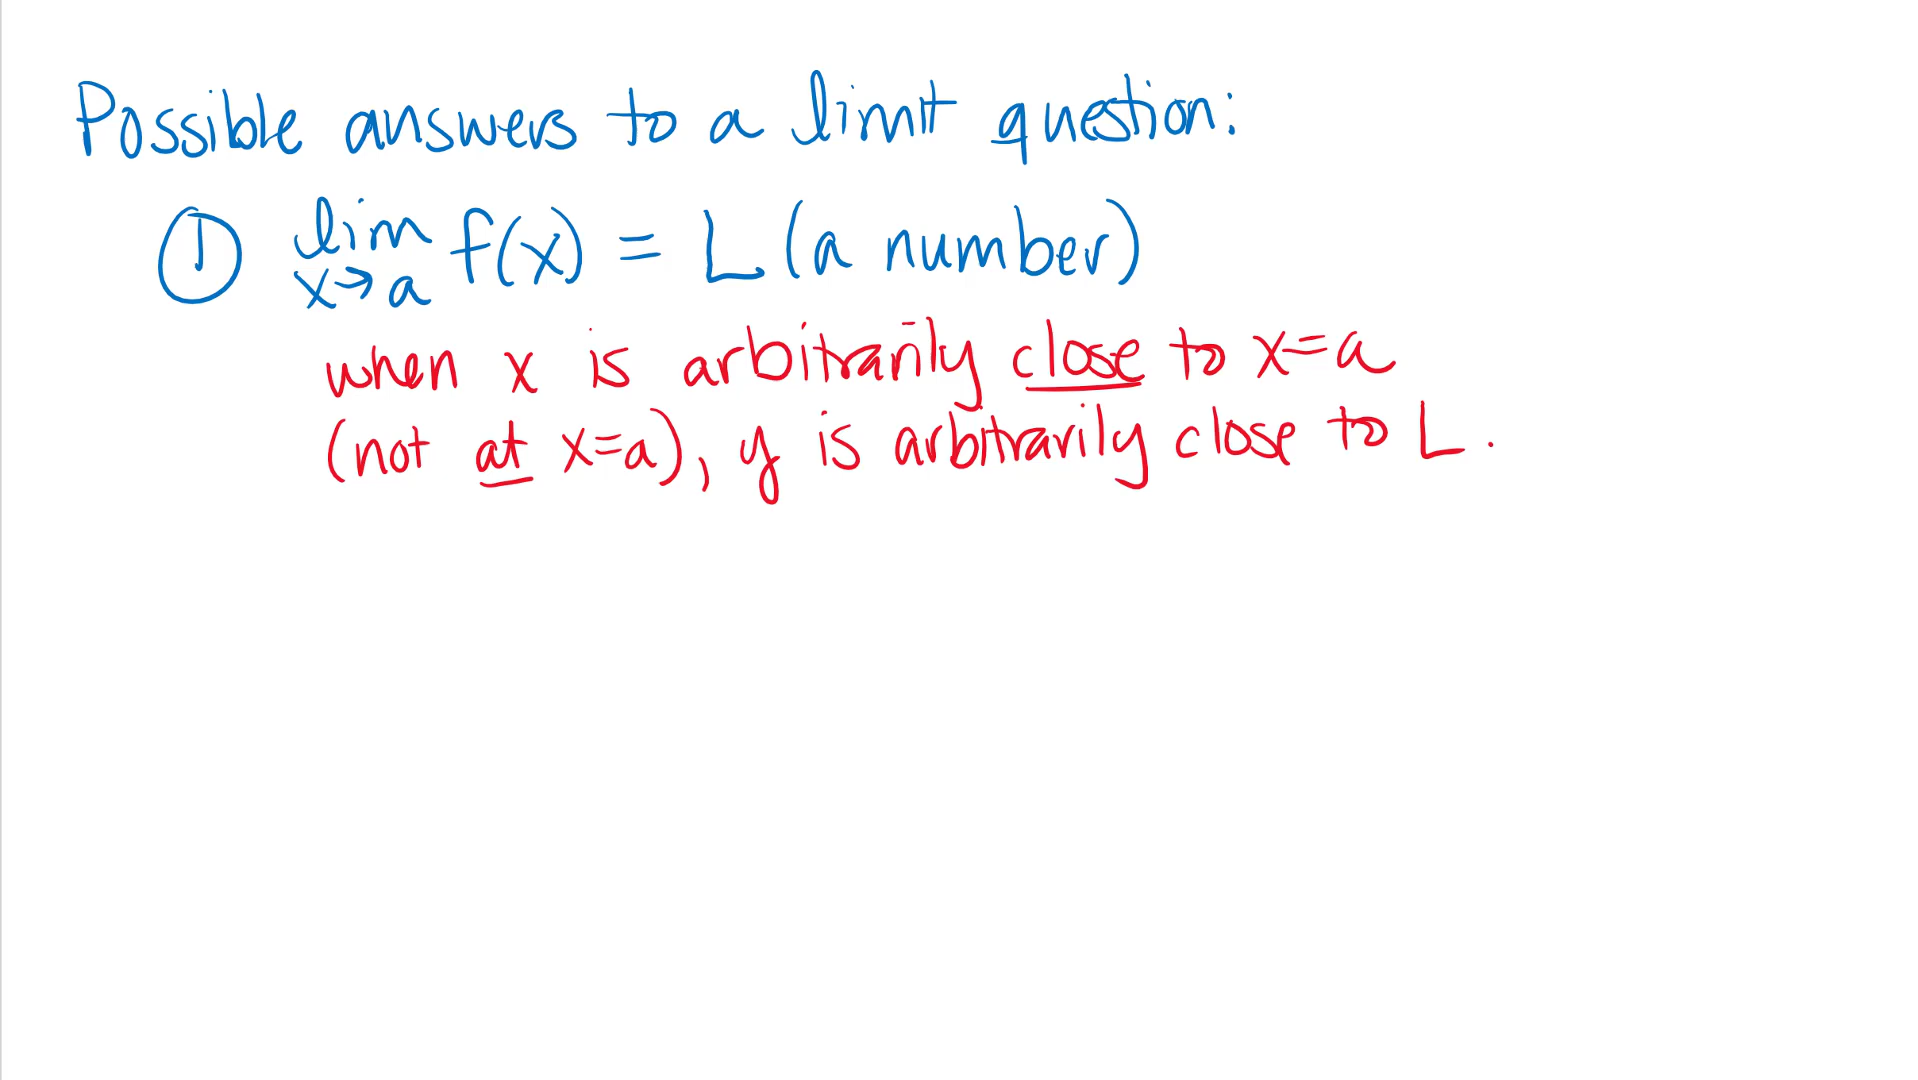 Possible answers to a limit question:
① lim x→a f(x) = L (a number)
when x is arbitrarily close to x=a
(not at x=a), y is arbitrarily close to L.